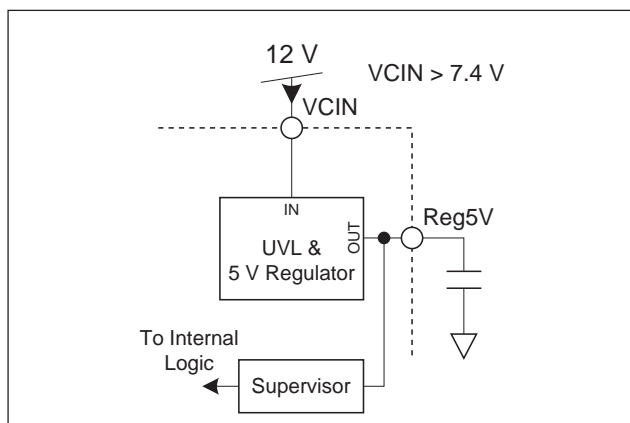 12 V
VCIN > 7.4 V
VCIN
IN
UVL &
5 V Regulator
OUT
Reg5V
To Internal
Logic
Supervisor